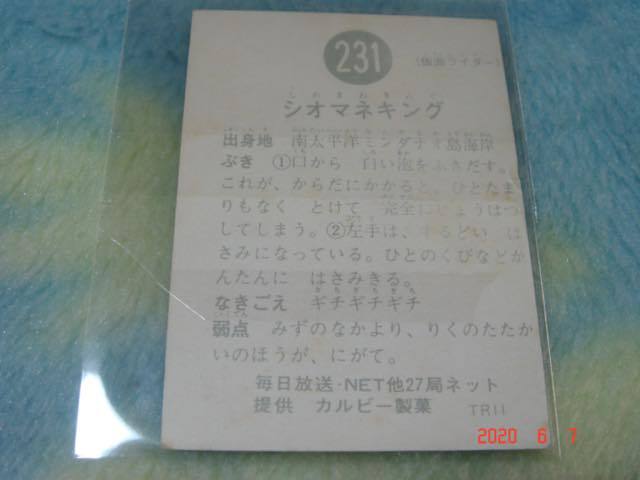 231
(仮面ライダー)
しおまねきんぐ
シオマネキング
出身地 南太平洋ミンダナオ島海岸
ぶき ①口から 白い泡をふきだす。
これが、からだにかかると、ひとたま
りもなく とけて 完全にじょうはつ
してしまう。②左手は、するどい は
さみになっている。ひとのくびなどか
んたんに はさみきる。
なきごえ ギチギチギチ
弱点 みずのなかより、りくのたたか
いのほうが、にがて。
毎日放送・NET他27局ネット
提供 カルビー製菓 TR11
2020 6 7